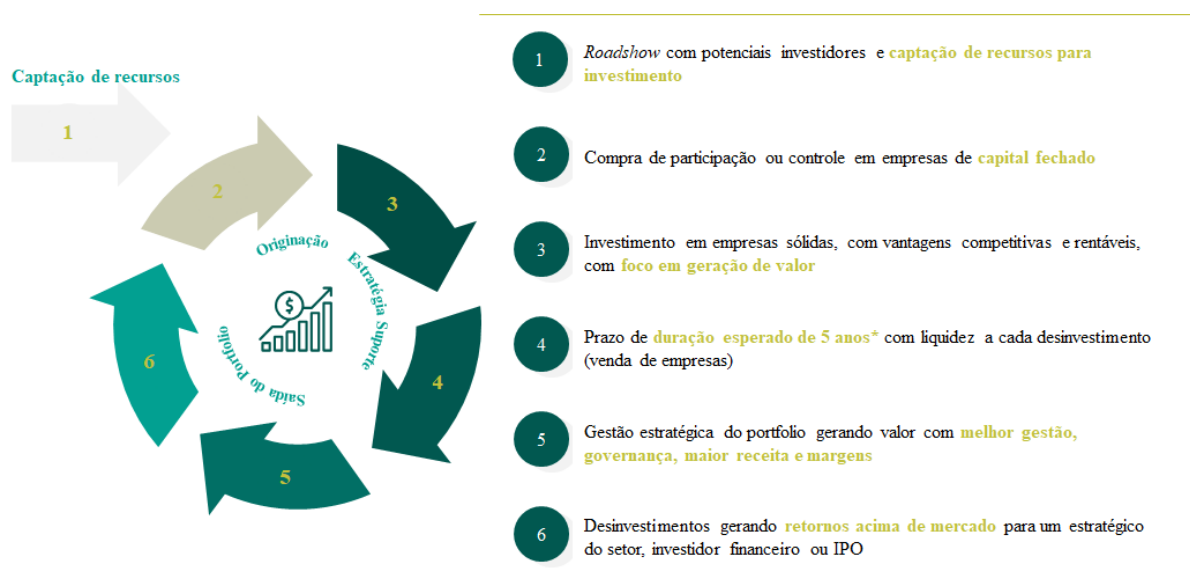 Captação de recursos
1
2
3
4
5
6
Originação
Estratégia Suporte
Saída do Portfolio
$
1
Roadshow com potenciais investidores e captação de recursos para
investimento
2
Compra de participação ou controle em empresas de capital fechado
3
Investimento em empresas sólidas, com vantagens competitivas e rentáveis,
com foco em geração de valor
4
Prazo de duração esperado de 5 anos* com liquidez a cada desinvestimento
(venda de empresas)
5
Gestão estratégica do portfolio gerando valor com melhor gestão,
governança, maior receita e margens
6
Desinvestimentos gerando retornos acima de mercado para um estratégico
do setor, investidor financeiro ou IPO